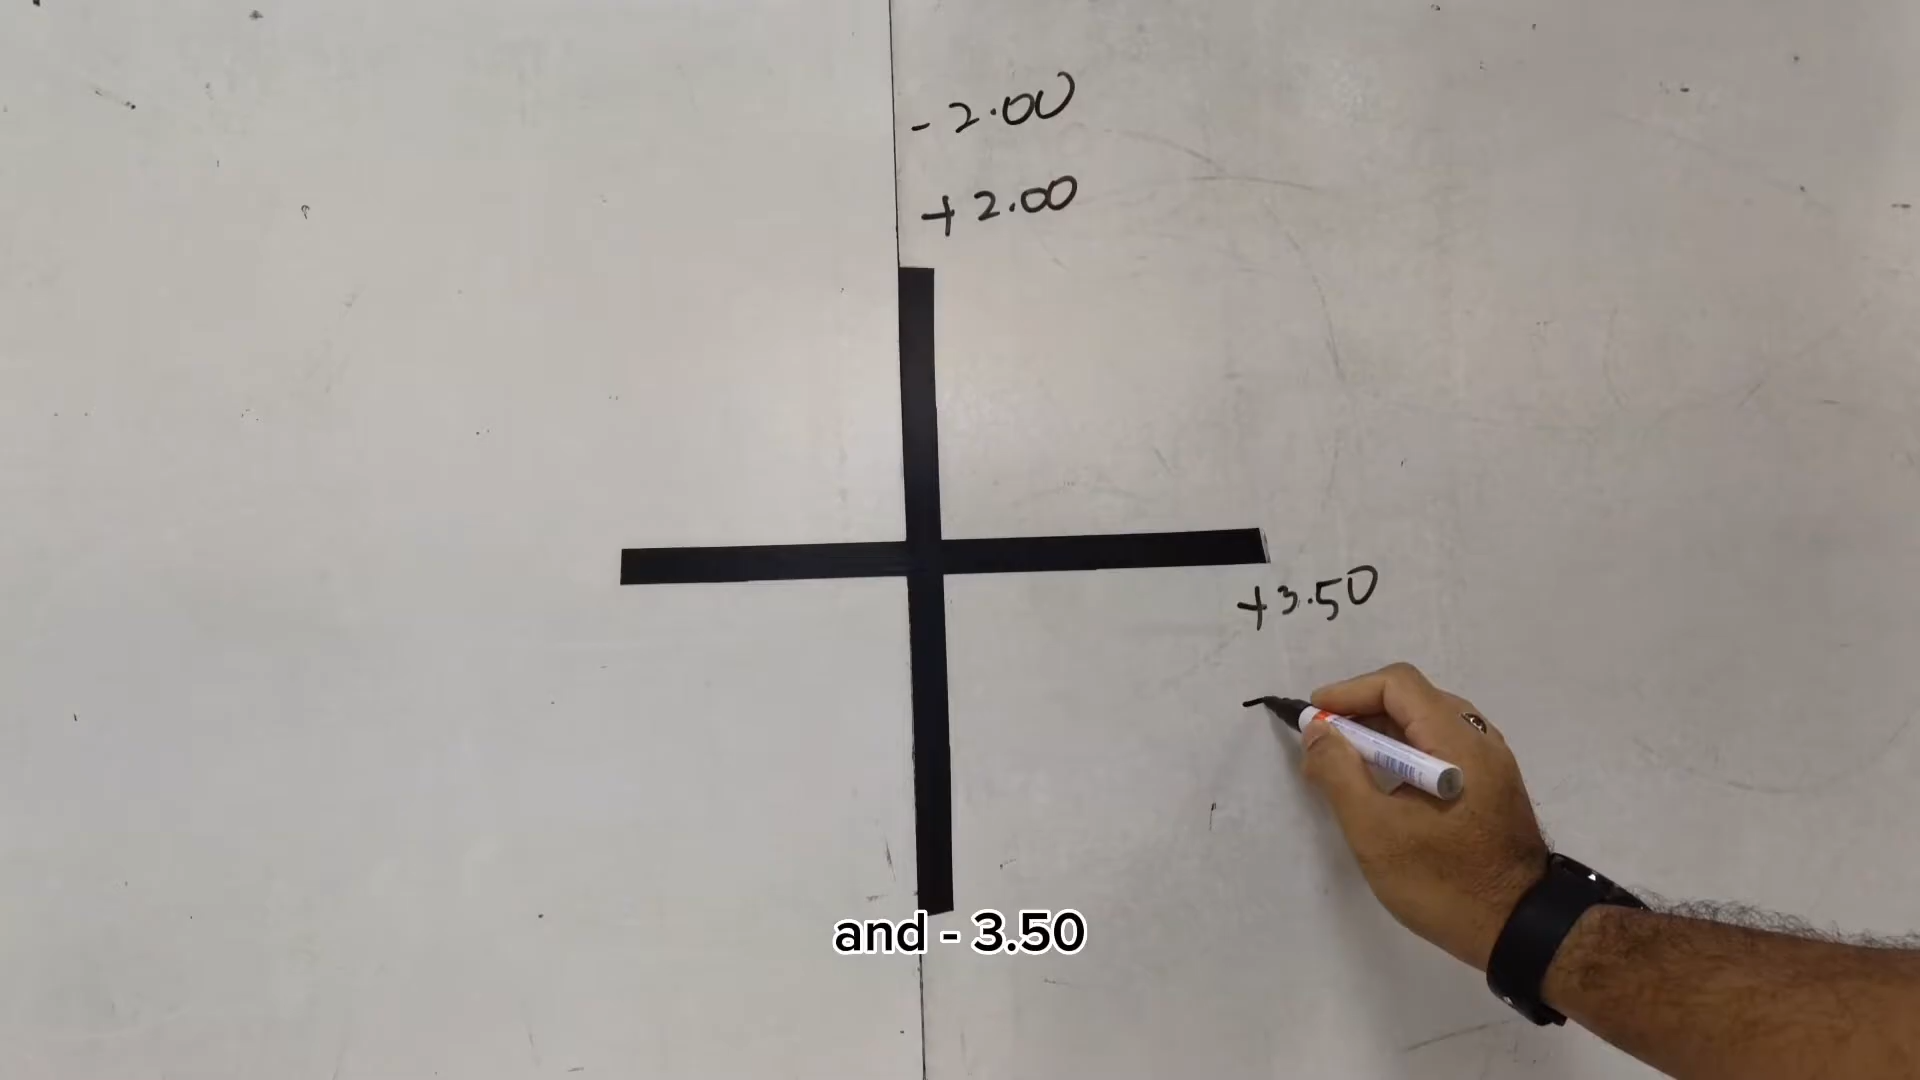 - 2.00
+ 2.00
+3.50
-
and - 3.50